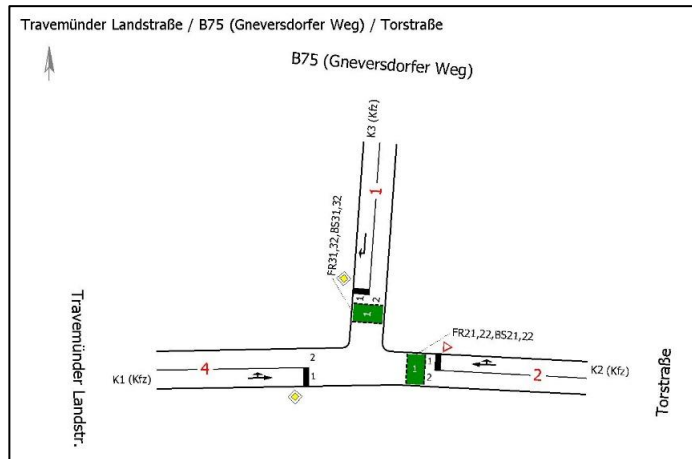 Travemünder Landstraße / B75 (Gneversdorfer Weg) / Torstraße
B75 (Gneversdorfer Weg)
K3 (Kfz)
1
FR31,32,BS31,32
1
2
1
FR21,22,BS21,22
Travemünder
Landstr.
K1 (Kfz)
4
2
1
1
1
2
2
K2 (Kfz)
Torstraße